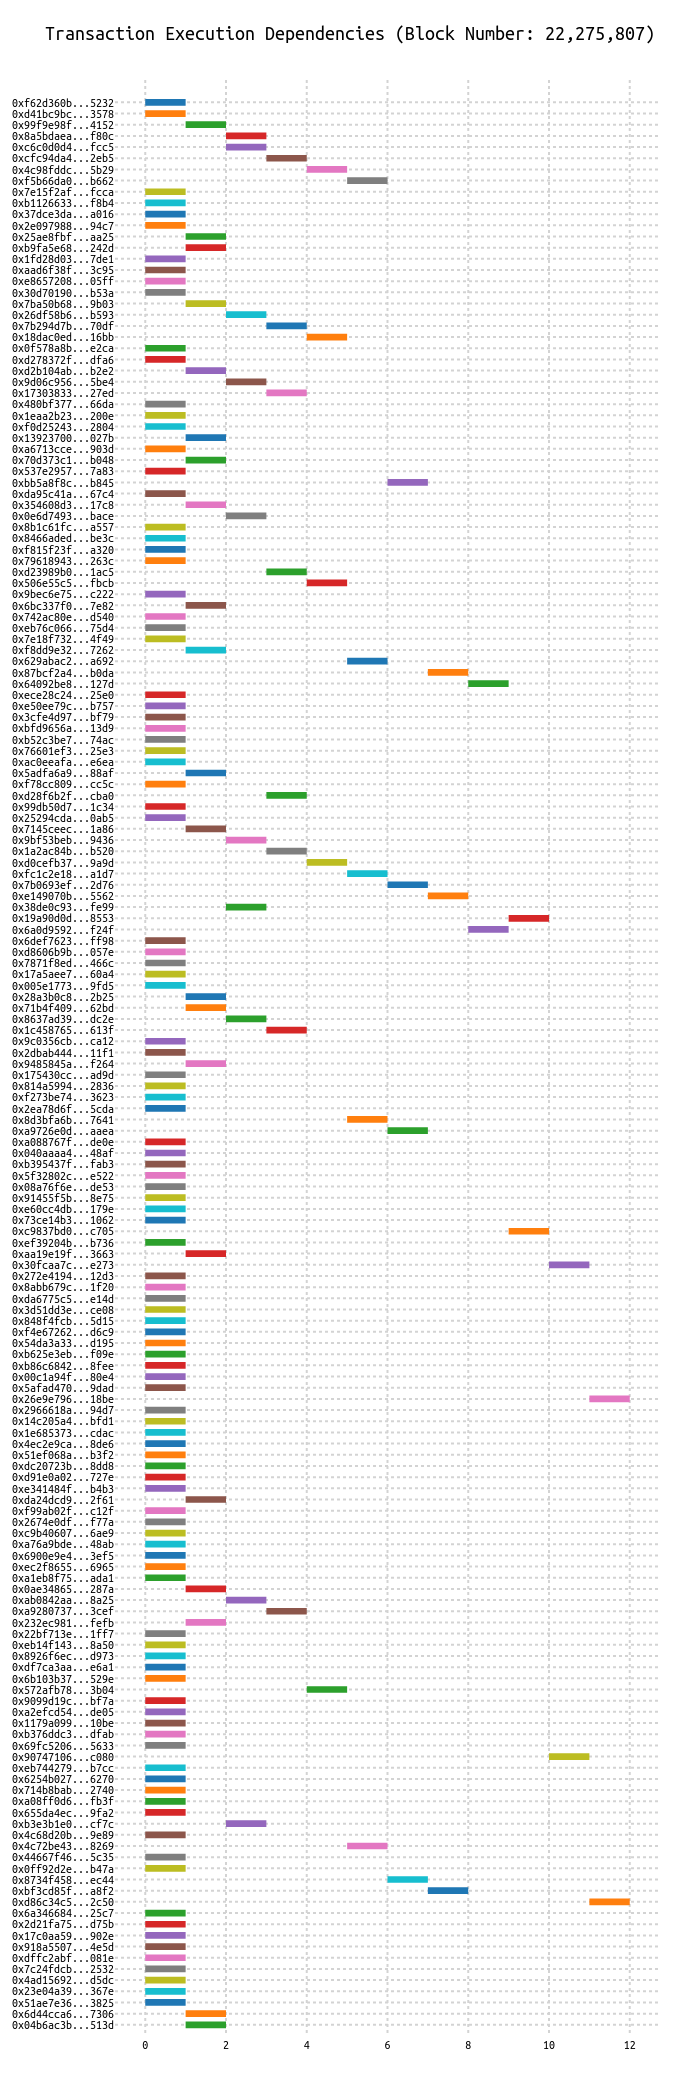 Transaction Execution Dependencies (Block Number: 22,275,807)
0xf62d360b...5232
0xd41bc9bc...3578
0x99f9e98f...4152
0x8a5bdaea...f80c
0xc6c0d0d4...fcc5
0xcfc94da4...2eb5
0x4c98fddc...5b29
0xf5b66da0...b662
0x7e15f2af...fcca
0xb1126633...f8b4
0x37dce3da...a016
0x2e097988...94c7
0x25ae8fbf...aa25
0xb9fa5e68...242d
0x1fd28d03...7de1
0xaad6f38f...3c95
0xe8657208...05ff
0x30d70190...b53a
0x7ba50b68...9b03
0x26df58b6...b593
0x7b294d7b...70df
0x18dac0ed...16bb
0x0f578a8b...e2ca
0xd278372f...dfa6
0xd2b104ab...b2e2
0x9d06c956...5be4
0x17303833...27ed
0x480bf377...66da
0x1eaa2b23...200e
0xf0d25243...2804
0x13923700...027b
0xa6713cce...903d
0x70d373c1...b048
0x537e2957...7a83
0xbb5a8f8c...b845
0xda95c41a...67c4
0x354608d3...17c8
0x0e6d7493...bace
0x8b1c61fc...a557
0x8466aded...be3c
0xf815f23f...a320
0x79618943...263c
0xd23989b0...1ac5
0x506e55c5...fbcb
0x9bec6e75...c222
0x6bc337f0...7e82
0x742ac80e...d540
0xeb76c066...75d4
0x7e18f732...4f49
0xf8dd9e32...7262
0x629abac2...a692
0x87bcf2a4...b0da
0x64092be8...127d
0xece28c24...25e0
0xe50ee79c...b757
0x3cfe4d97...bf79
0xbfd9656a...13d9
0xb52c3be7...74ac
0x76601ef3...25e3
0xac0eeafa...e6ea
0x5adfa6a9...88af
0xf78cc809...cc5c
0xd28f6b2f...cba0
0x99db50d7...1c34
0x25294cda...0ab5
0x7145ceec...1a86
0x9bf53beb...9436
0x1a2ac84b...b520
0xd0cefb37...9a9d
0xfc1c2e18...a1d7
0x7b0693ef...2d76
0xe149070b...5562
0x38de0c93...fe99
0x19a90d0d...8553
0x6a0d9592...f24f
0x6def7623...ff98
0xd8606b9b...057e
0x7871f8ed...466c
0x17a5aee7...60a4
0x005e1773...9fd5
0x28a3b0c8...2b25
0x71b4f409...62bd
0x8637ad39...dc2e
0x1c458765...613f
0x9c0356cb...ca12
0x2dbab444...11f1
0x9485845a...f264
0x175430cc...ad9d
0x814a5994...2836
0xf273be74...3623
0x2ea78d6f...5cda
0x8d3bfa6b...7641
0xa9726e0d...aaea
0xa088767f...de0e
0x040aaaa4...48af
0xb395437f...fab3
0x5f32802c...e522
0x08a76f6e...de53
0x91455f5b...8e75
0xe60cc4db...179e
0x73ce14b3...1062
0xc9837bd0...c705
0xef39204b...b736
0xaa19e19f...3663
0x30fcaa7c...e273
0x272e4194...12d3
0x8abb679c...1f20
0xda6775c5...e14d
0x3d51dd3e...ce08
0x848f4fcb...5d15
0xf4e67262...d6c9
0x54da3a33...d195
0xb625e3eb...f09e
0xb86c6842...8fee
0x00c1a94f...80e4
0x5afad470...9dad
0x26e9e796...18be
0x2966618a...94d7
0x14c205a4...bfd1
0x1e685373...cdac
0x4ec2e9ca...8de6
0x51ef068a...b3f2
0xdc20723b...8dd8
0xd91e0a02...727e
0xe341484f...b4b3
0xda24dcd9...2f61
0xf99ab02f...c12f
0x2674e0df...f77a
0xc9b40607...6ae9
0xa76a9bde...48ab
0x6900e9e4...3ef5
0xec2f8655...6965
0xa1eb8f75...ada1
0x0ae34865...287a
0xab0842aa...8a25
0xa9280737...3cef
0x232ec981...fefb
0x22bf713e...1ff7
0xeb14f143...8a50
0x8926f6ec...d973
0xdf7ca3aa...e6a1
0x6b103b37...529e
0x572afb78...3b04
0x9099d19c...bf7a
0xa2efcd54...de05
0x1179a099...10be
0xb376ddc3...dfab
0x69fc5206...5633
0x90747106...c080
0xeb744279...b7cc
0x6254b027...6270
0x714b8bab...2740
0xa08ff0d6...fb3f
0x655da4ec...9fa2
0xb3e3b1e0...cf7c
0x4c68d20b...9e89
0x4c72be43...8269
0x44667f46...5c35
0x0ff92d2e...b47a
0x8734f458...ec44
0xbf3cd85f...a8f2
0xd86c34c5...2c50
0x6a346684...25c7
0x2d21fa75...d75b
0x17c0aa59...902e
0x918a5507...4e5d
0xdffc2abf...081e
0x7c24fdcb...2532
0x4ad15692...d5dc
0x23e04a39...367e
0x51ae7e36...3825
0x6d44cca6...7306
0x04b6ac3b...513d
0 2 4 6 8 10 12